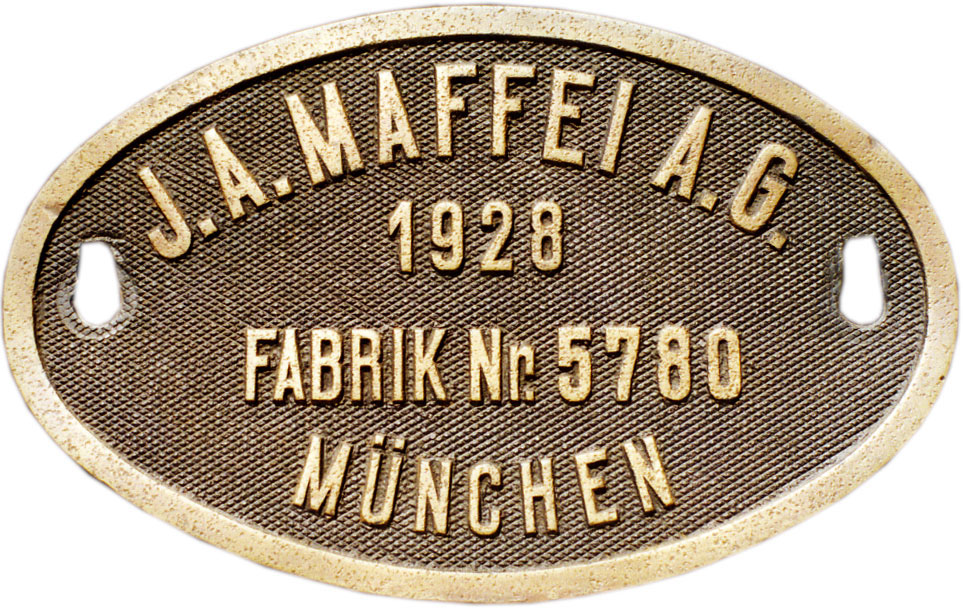 J.A.MAFFEI A.G.
1928
FABRIK Nr. 5780
MÜNCHEN